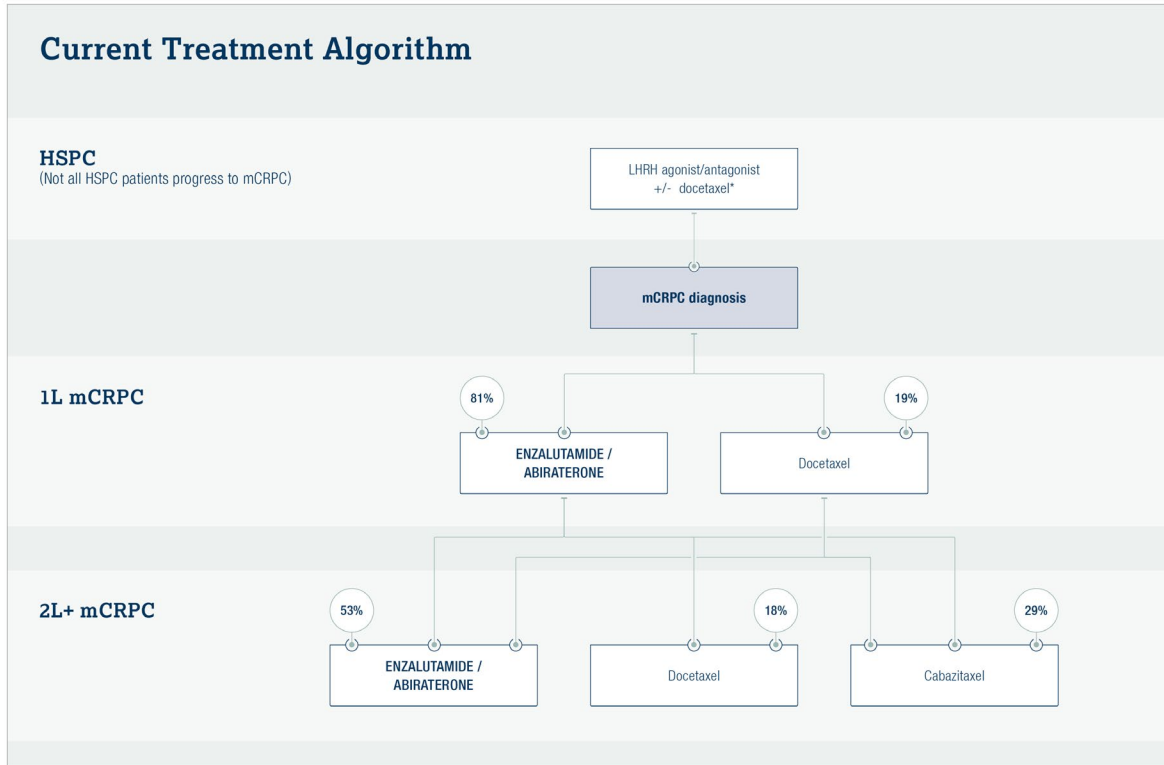 Current Treatment Algorithm
HSPC
(Not all HSPC patients progress to mCRPC)
LHRH agonist/antagonist
+/- docetaxel*
mCRPC diagnosis
1L mCRPC
81%
19%
ENZALUTAMIDE /
ABIRATERONE
Docetaxel
2L+ mCRPC
53%
18%
29%
ENZALUTAMIDE /
ABIRATERONE
Docetaxel
Cabazitaxel